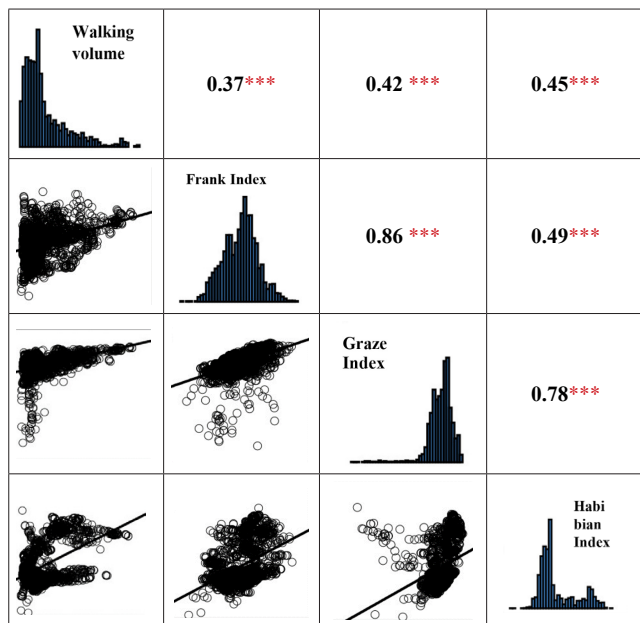 Walking
volume
0.37***
0.42 ***
0.45***
Frank Index
0.86 ***
0.49***
Graze
Index
0.78***
Habi
bian
Index